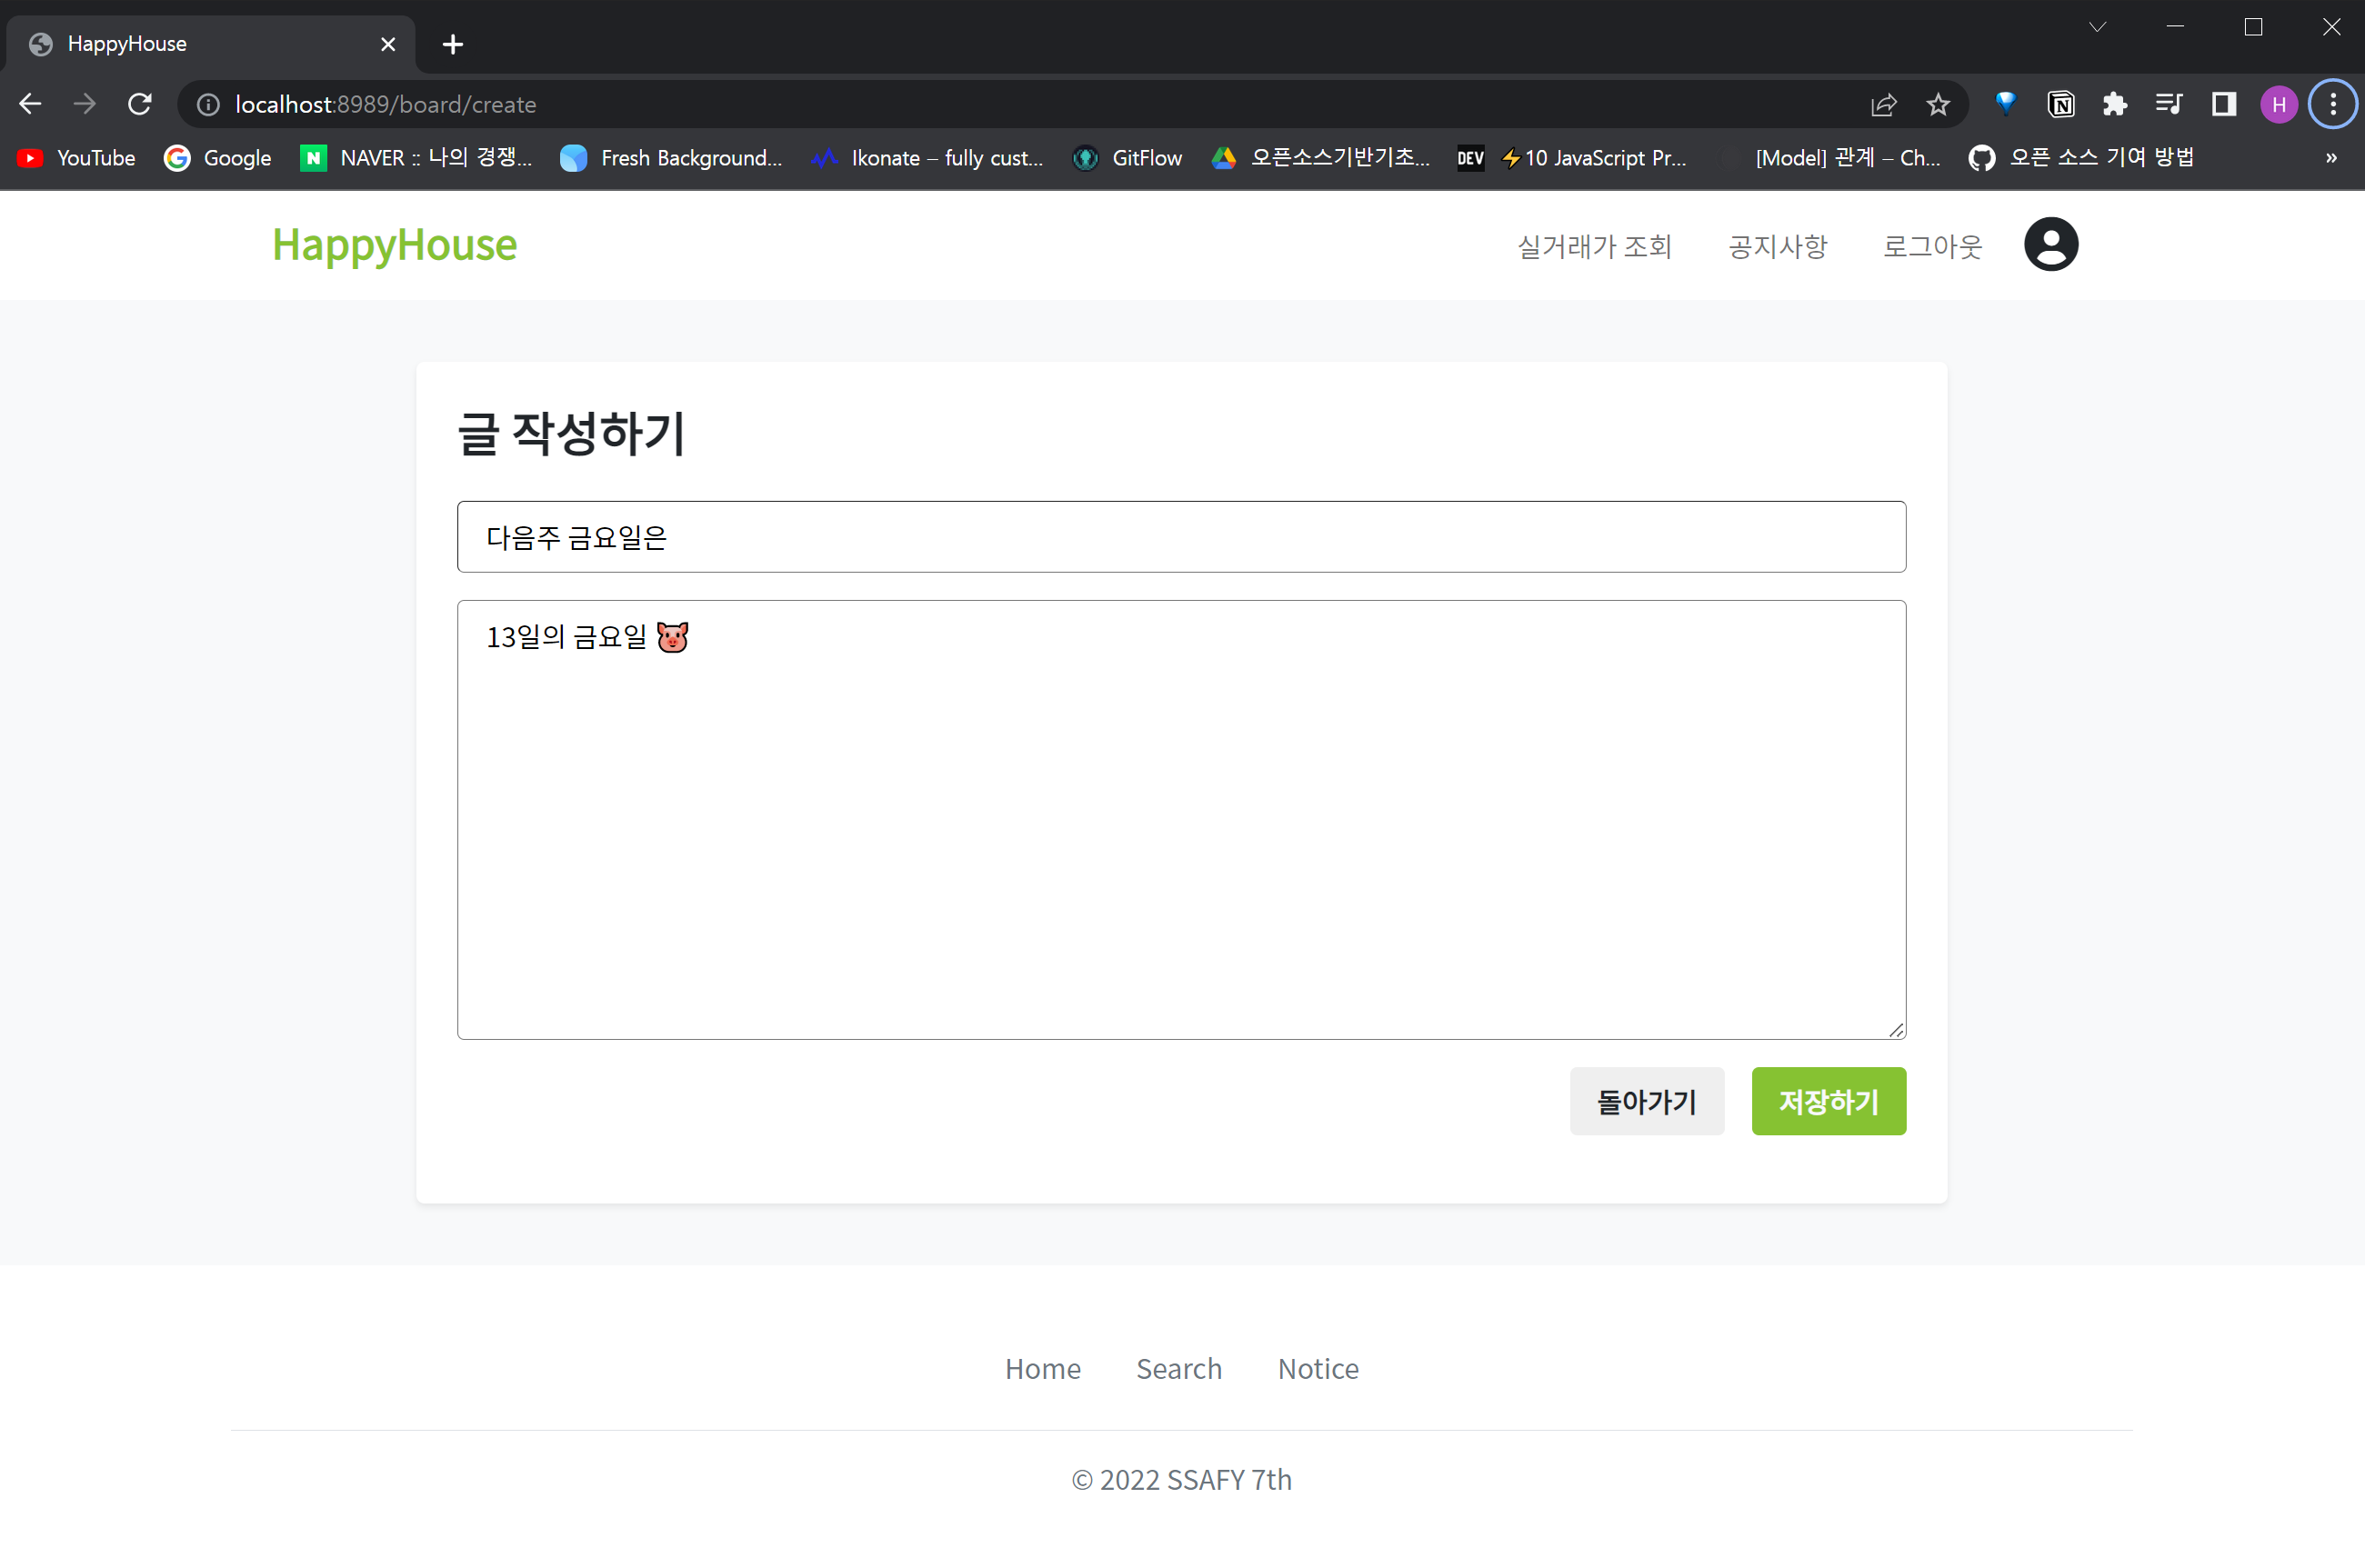 HappyHouse
localhost:8989/board/create
YouTube
Google
NAVER :: 나의 경쟁...
Fresh Background...
Ikonate – fully cust...
GitFlow
오픈소스기반기초...
DEV ⚡10 JavaScript Pr...
[Model] 관계 – Ch...
오픈 소스 기여 방법
»
H
HappyHouse
실거래가 조회
공지사항
로그아웃
글 작성하기
다음주 금요일은
13일의 금요일 🐷
돌아가기
저장하기
Home
Search
Notice
© 2022 SSAFY 7th